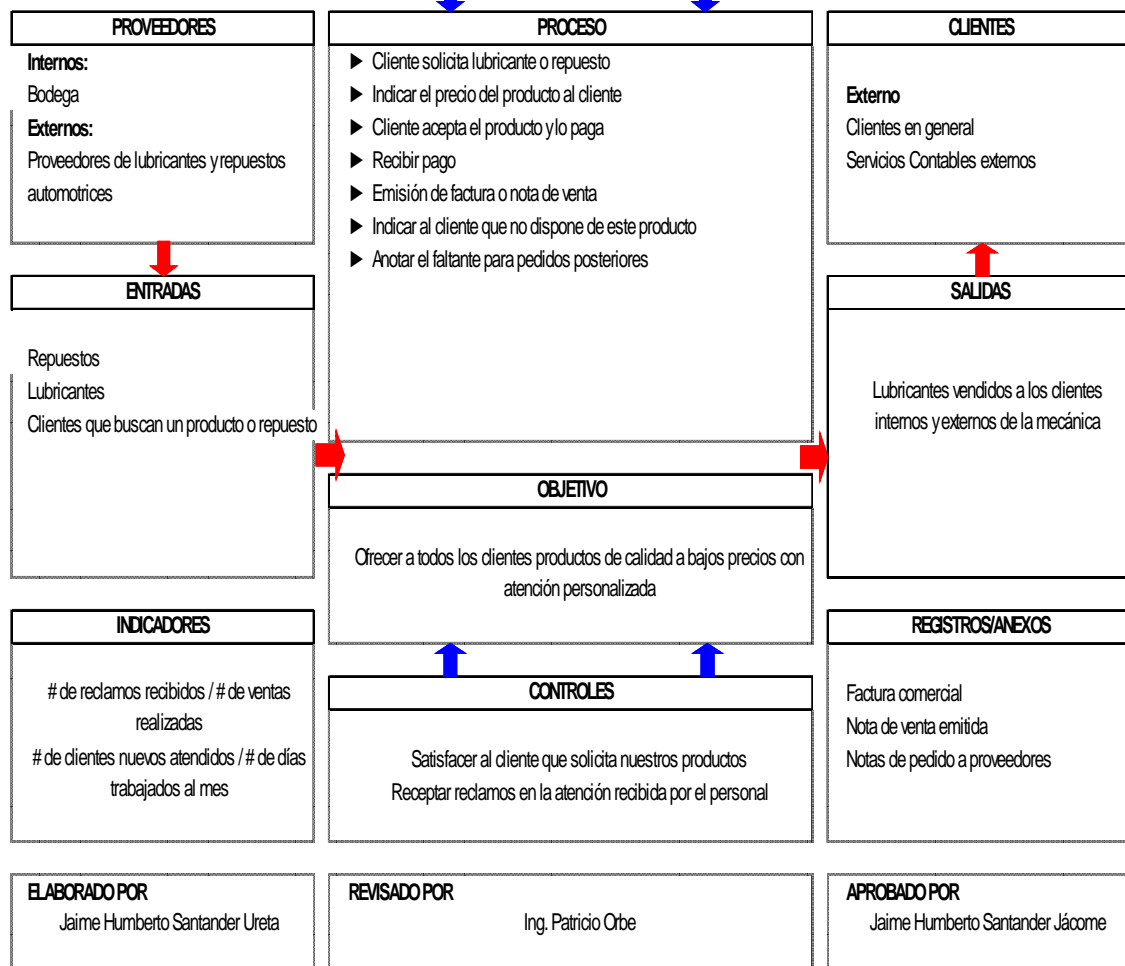 PROVEEDORES
Internos:
Bodega
Externos:
Proveedores de lubricantes y repuestos
automotrices
PROCESO
▶ Cliente solicita lubricante o repuesto
▶ Indicar el precio del producto al cliente
▶ Cliente acepta el producto y lo paga
▶ Recibir pago
▶ Emisión de factura o nota de venta
▶ Indicar al cliente que no dispone de este producto
▶ Anotar el faltante para pedidos posteriores
CLIENTES
Externo
Clientes en general
Servicios Contables externos
ENTRADAS
Repuestos
Lubricantes
Clientes que buscan un producto o repuesto
SALIDAS
Lubricantes vendidos a los clientes
internos y externos de la mecánica
OBJETIVO
Ofrecer a todos los clientes productos de calidad a bajos precios con
atención personalizada
INDICADORES
# de reclamos recibidos / # de ventas
realizadas
# de clientes nuevos atendidos / # de días
trabajados al mes
CONTROLES
Satisfacer al cliente que solicita nuestros productos
Receptar reclamos en la atención recibida por el personal
REGISTROS/ANEXOS
Factura comercial
Nota de venta emitida
Notas de pedido a proveedores
ELABORADO POR
Jaime Humberto Santander Ureta
REVISADO POR
Ing. Patricio Orbe
APROBADO POR
Jaime Humberto Santander Jácome